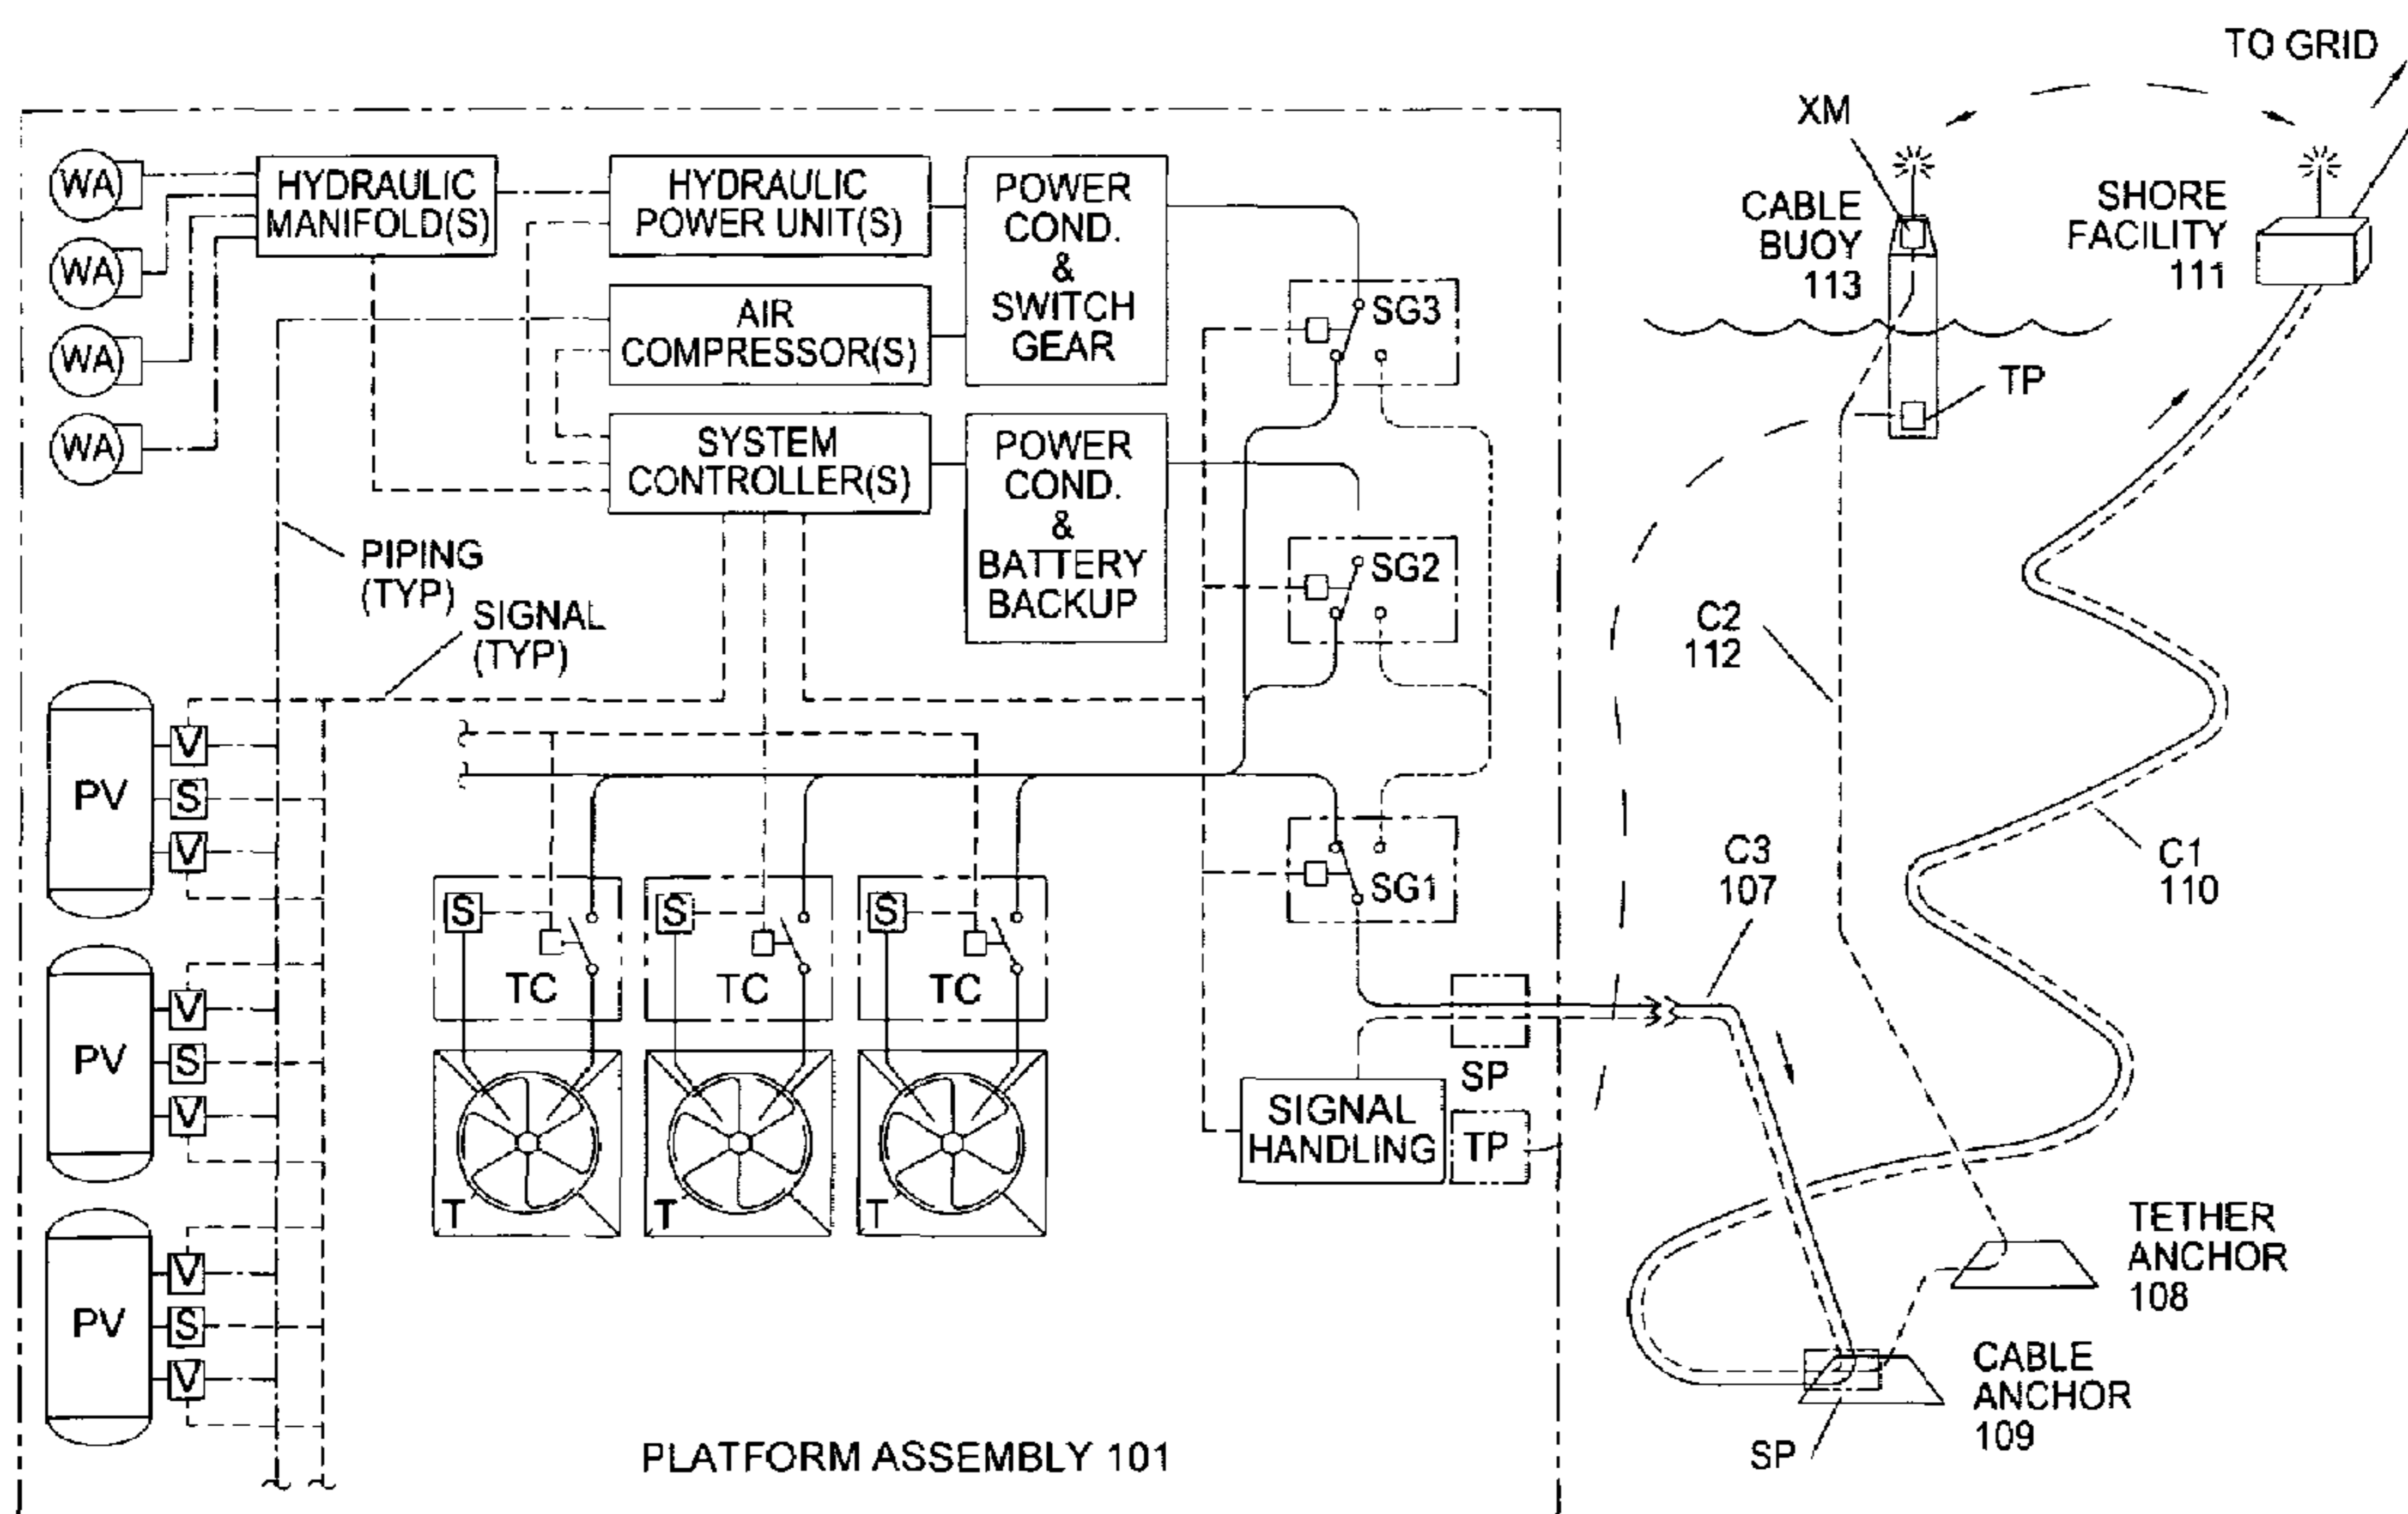 TO GRID
XM
WA
HYDRAULIC
MANIFOLD(S)
HYDRAULIC
POWER UNIT(S)
POWER
COND.
&
SWITCH
GEAR
CABLE
BUOY
113
SHORE
FACILITY
111
WA
AIR
COMPRESSOR(S)
SG3
WA
TP
WA
SYSTEM
CONTROLLER(S)
POWER
COND.
&
BATTERY
BACKUP
PIPING
(TYP)
SIGNAL
(TYP)
SG2
C2
112
PV
V
S
V
C3
107
C1
110
S
TC
S
TC
S
TC
SG1
PV
V
S
V
SP
SIGNAL
HANDLING
TP
T
T
T
TETHER
ANCHOR
108
PV
V
S
V
CABLE
ANCHOR
109
SP
PLATFORM ASSEMBLY 101